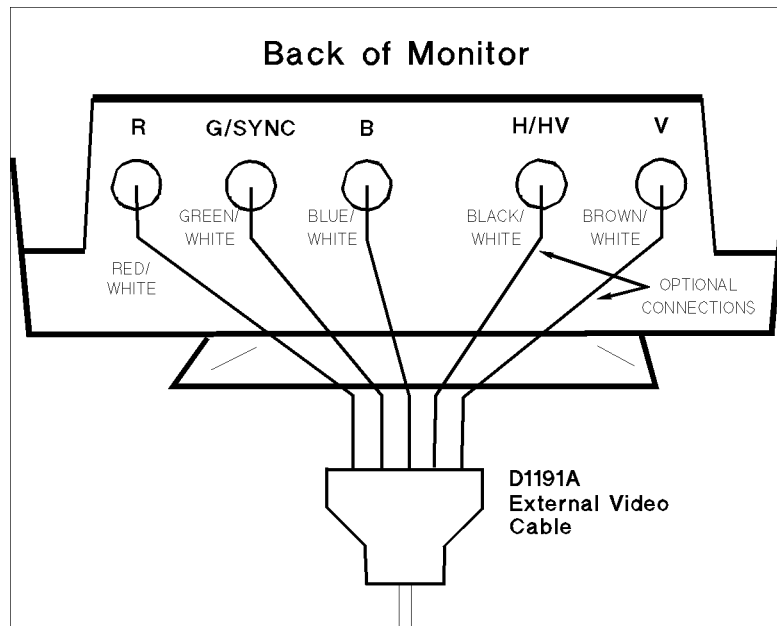 Back of Monitor
R
G/SYNC
B
H/HV
V
GREEN/
WHITE
BLUE/
WHITE
BLACK/
WHITE
BROWN/
WHITE
RED/
WHITE
OPTIONAL
CONNECTIONS
D1191A
External Video
Cable